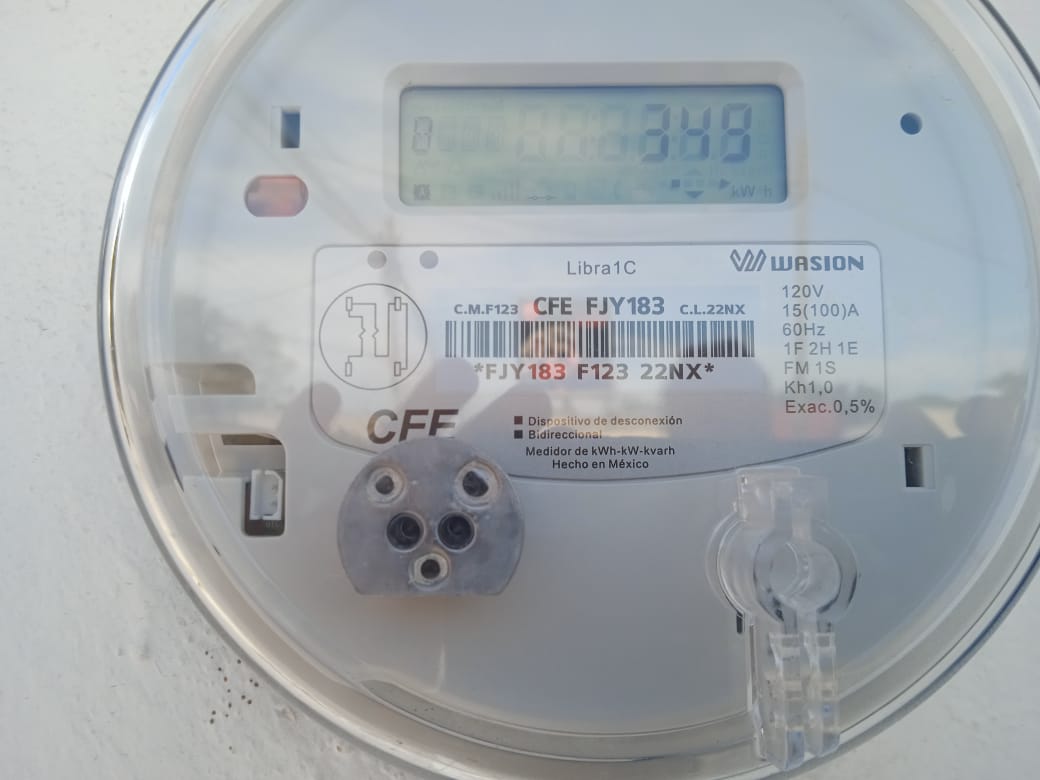 348
kW h
Libra1C
WASION
C.M.F123 CFE FJY183 C.L.22NX
*FJY183 F123 22NX*
120V
15(100)A
60Hz
1F 2H 1E
FM 1S
Kh1,0
Exac.0,5%
CFE
Dispositivo de desconexión
Bidireccional
Medidor de kWh-kW-kvarh
Hecho en México